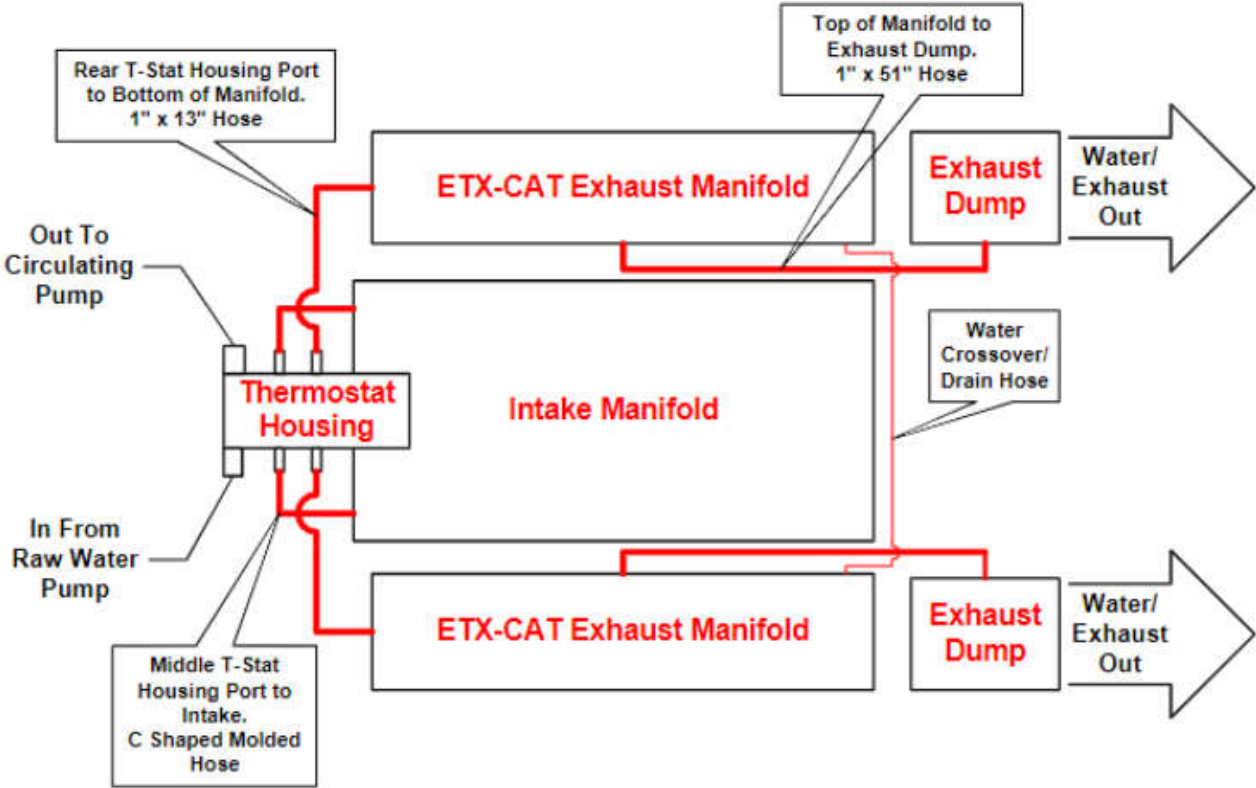 Top of Manifold to
Exhaust Dump.
1" x 51" Hose
Rear T-Stat Housing Port
to Bottom of Manifold.
1" x 13" Hose
ETX-CAT Exhaust Manifold
Exhaust
Dump
Water/
Exhaust
Out
Out To
Circulating
Pump
Water
Crossover/
Drain Hose
Thermostat
Housing
Intake Manifold
In From
Raw Water
Pump
ETX-CAT Exhaust Manifold
Exhaust
Dump
Water/
Exhaust
Out
Middle T-Stat
Housing Port to
Intake.
C Shaped Molded
Hose